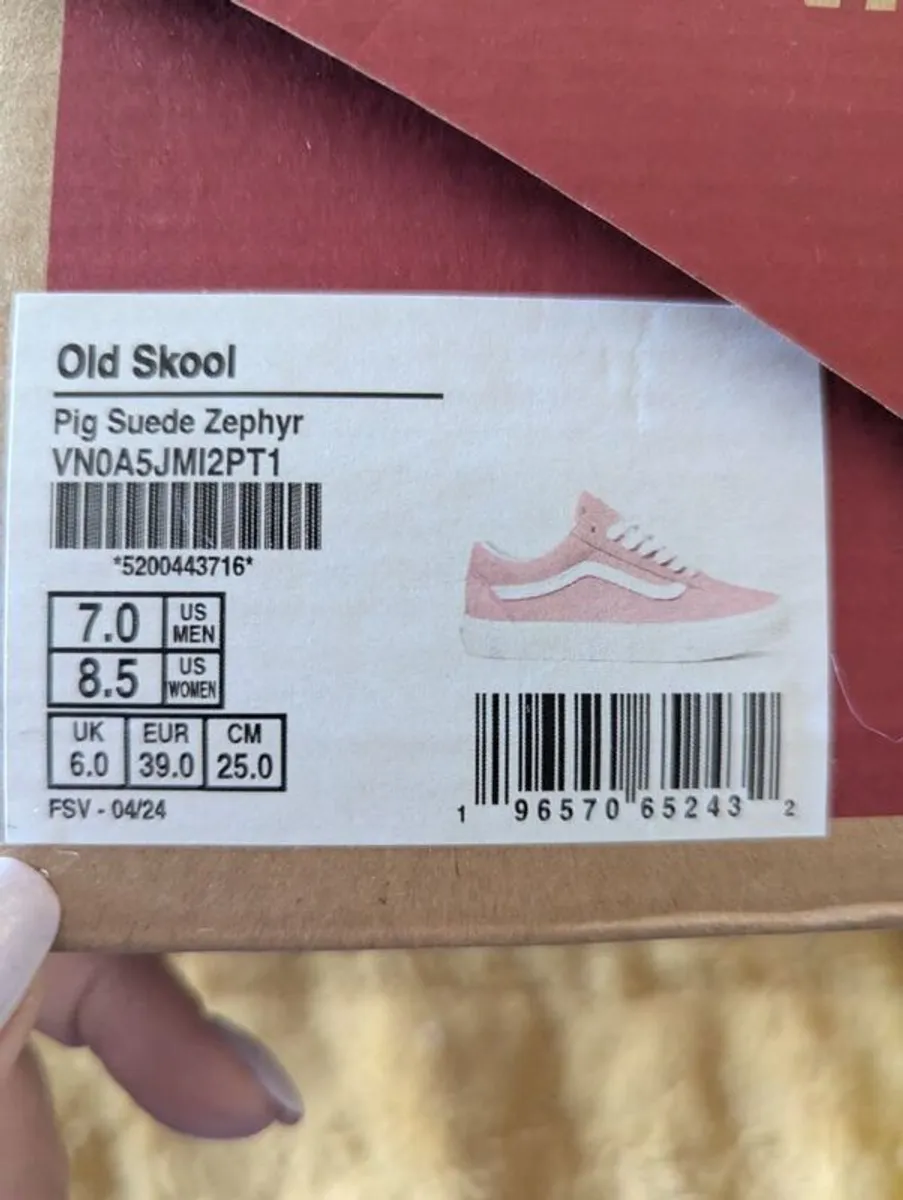 Old Skool
Pig Suede Zephyr
VN0A5JMI2PT1
*5200443716*
7.0 US MEN
8.5 US WOMEN
UK EUR CM
6.0 39.0 25.0
FSV - 04/24
1 96570 65243 2